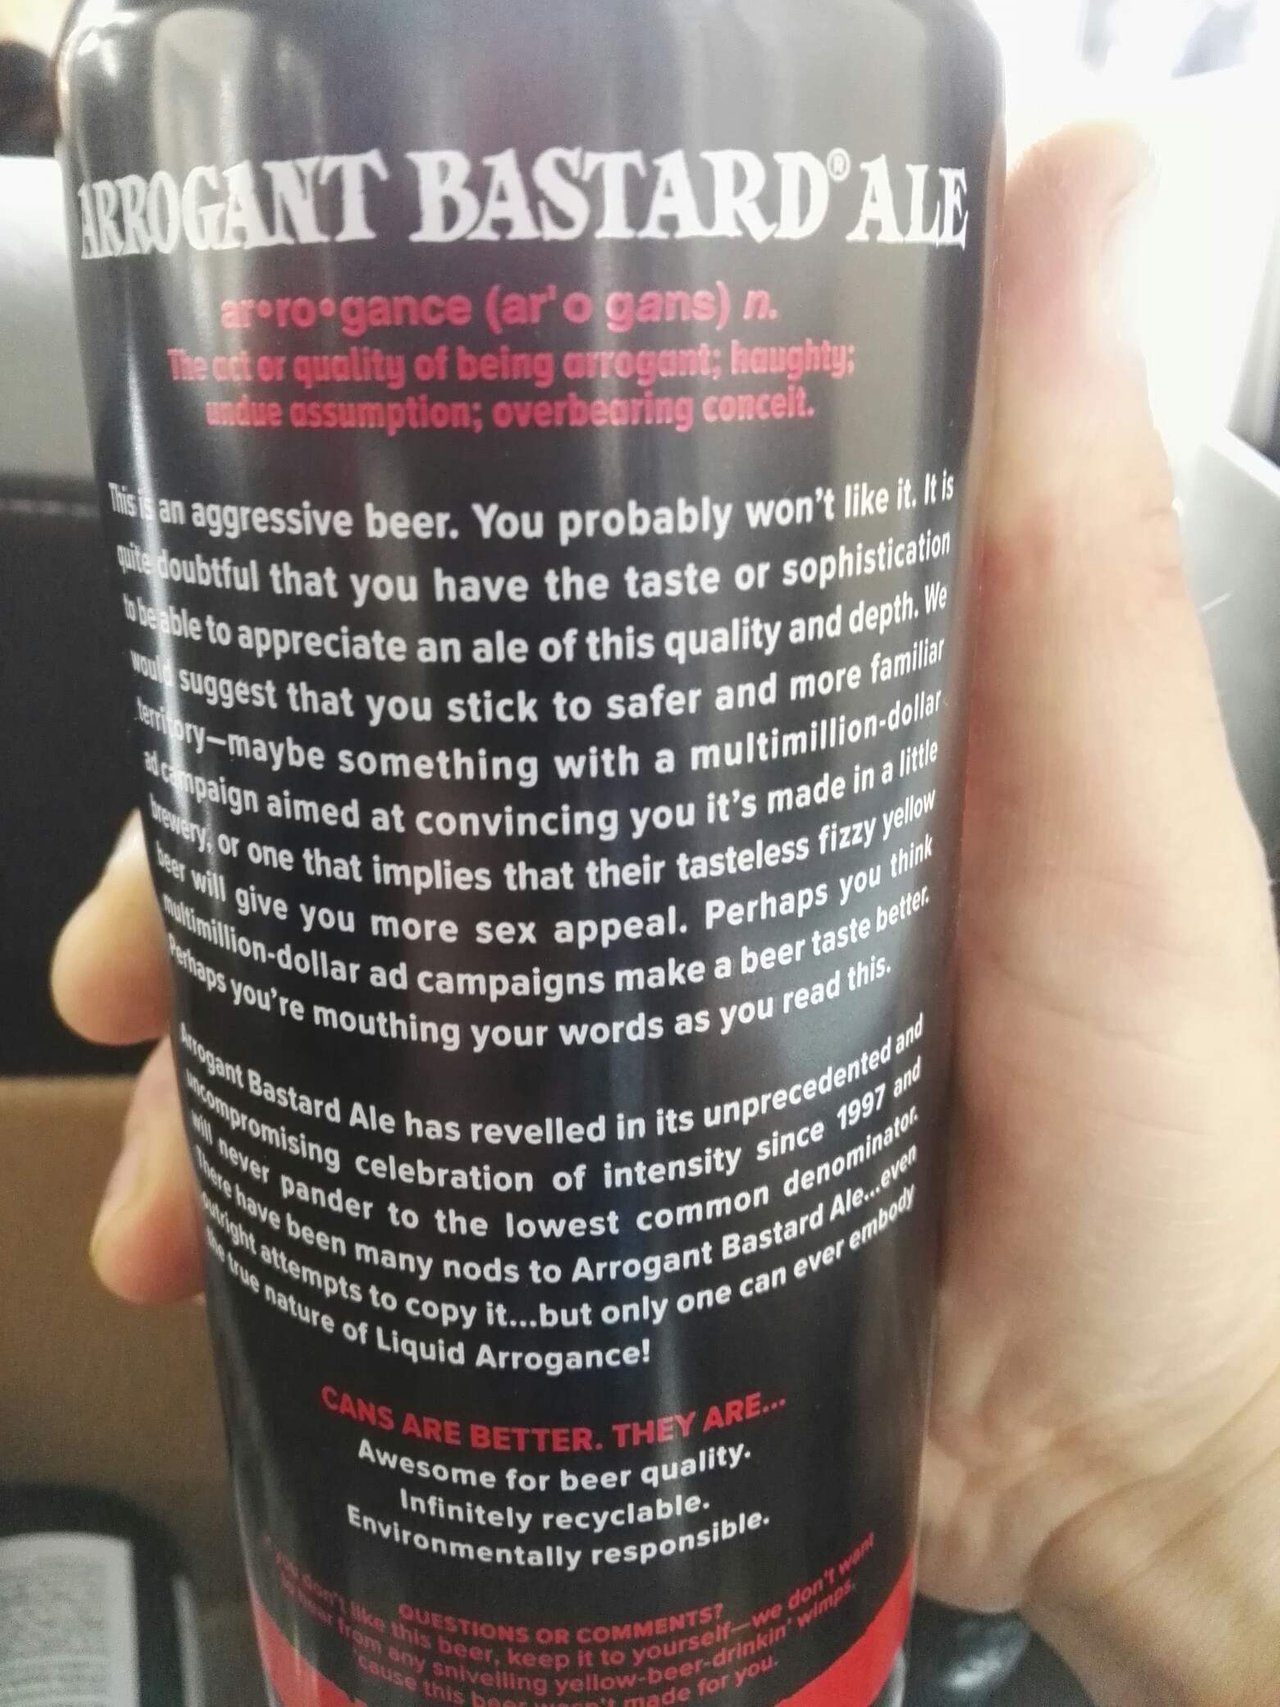 ARROGANT BASTARD® ALE
ar•ro•gance (ar' o gans) n.
The act or quality of being arrogant; haughty;
undue assumption; overbearing conceit.
This is an aggressive beer. You probably won't like it. It is
quite doubtful that you have the taste or sophistication
to be able to appreciate an ale of this quality and depth. We
would suggest that you stick to safer and more familiar
territory—maybe something with a multimillion-dollar
ad campaign aimed at convincing you it's made in a little
brewery, or one that implies that their tasteless fizzy yellow
beer will give you more sex appeal. Perhaps you think
multimillion-dollar ad campaigns make a beer taste better.
Perhaps you're mouthing your words as you read this.
Arrogant Bastard Ale has revelled in its unprecedented and
uncompromising celebration of intensity since 1997 and
will never pander to the lowest common denominator.
There have been many nods to Arrogant Bastard Ale...even
outright attempts to copy it...but only one can ever embody
the true nature of Liquid Arrogance!
CANS ARE BETTER. THEY ARE...
Awesome for beer quality.
Infinitely recyclable.
Environmentally responsible.
QUESTIONS OR COMMENTS?
you don't like this beer, keep it to yourself—we don't want
to hear from any snivelling yellow-beer-drinkin' wimps,
'cause this beer wasn't made for you.